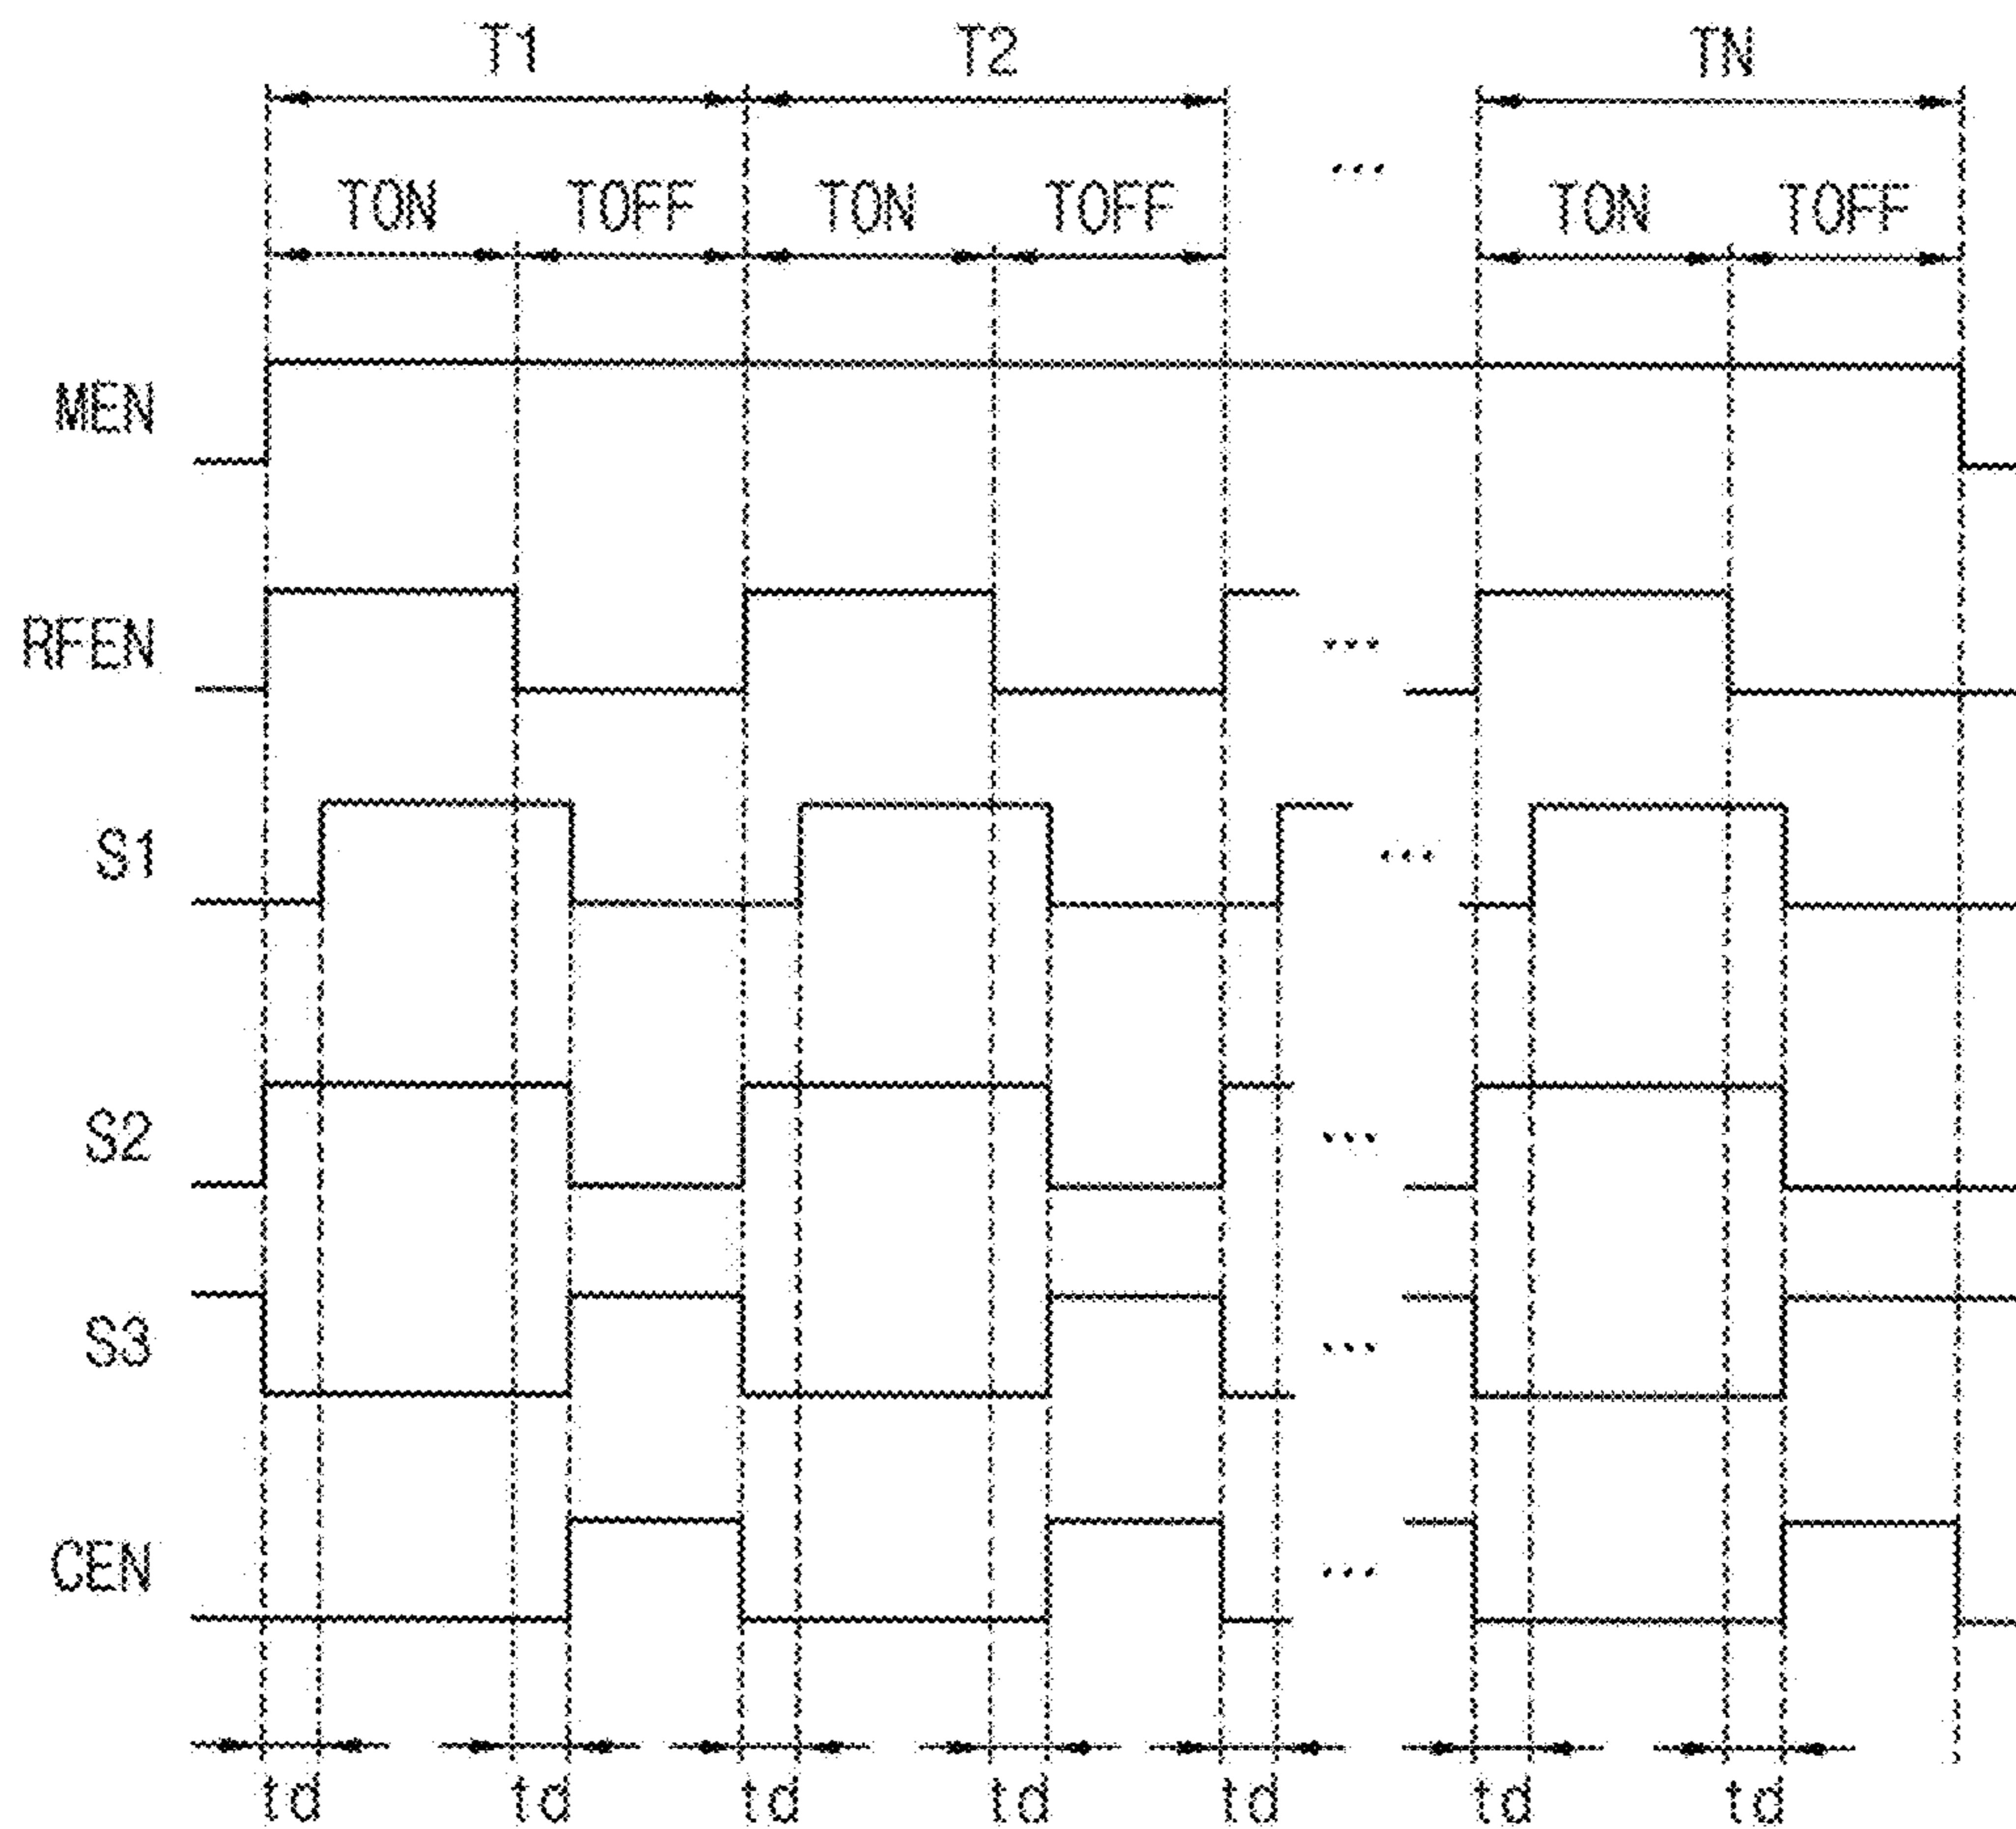 T1 T2 TN
TON TOFF TON TOFF ... TON TOFF
MEN
RFEN ...
S1 ...
S2 ...
S3 ...
CEN ...
td td td td td td td